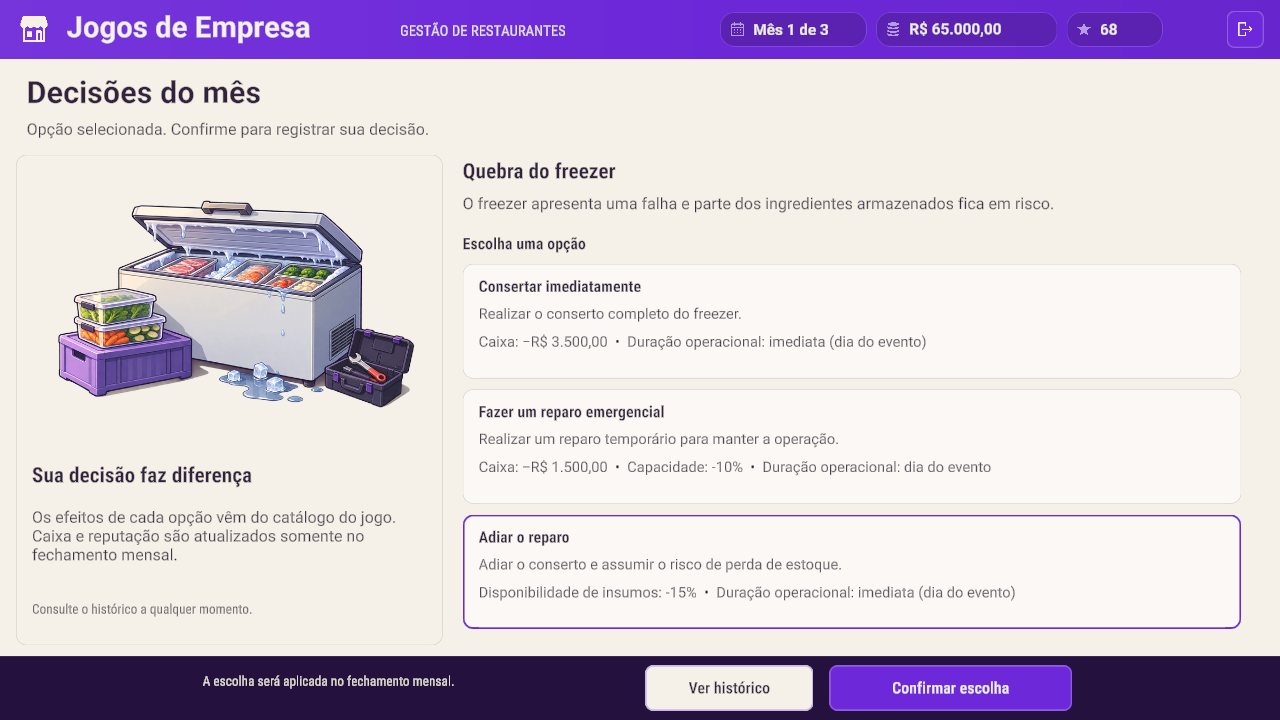 Jogos de Empresa
GESTÃO DE RESTAURANTES
Mês 1 de 3
R$ 65.000,00
68
Decisões do mês
Opção selecionada. Confirme para registrar sua decisão.
Sua decisão faz diferença
Os efeitos de cada opção vêm do catálogo do jogo.
Caixa e reputação são atualizados somente no
fechamento mensal.
Consulte o histórico a qualquer momento.
Quebra do freezer
O freezer apresenta uma falha e parte dos ingredientes armazenados fica em risco.
Escolha uma opção
Consertar imediatamente
Realizar o conserto completo do freezer.
Caixa: −R$ 3.500,00 • Duração operacional: imediata (dia do evento)
Fazer um reparo emergencial
Realizar um reparo temporário para manter a operação.
Caixa: −R$ 1.500,00 • Capacidade: -10% • Duração operacional: dia do evento
Adiar o reparo
Adiar o conserto e assumir o risco de perda de estoque.
Disponibilidade de insumos: -15% • Duração operacional: imediata (dia do evento)
A escolha será aplicada no fechamento mensal.
Ver histórico
Confirmar escolha